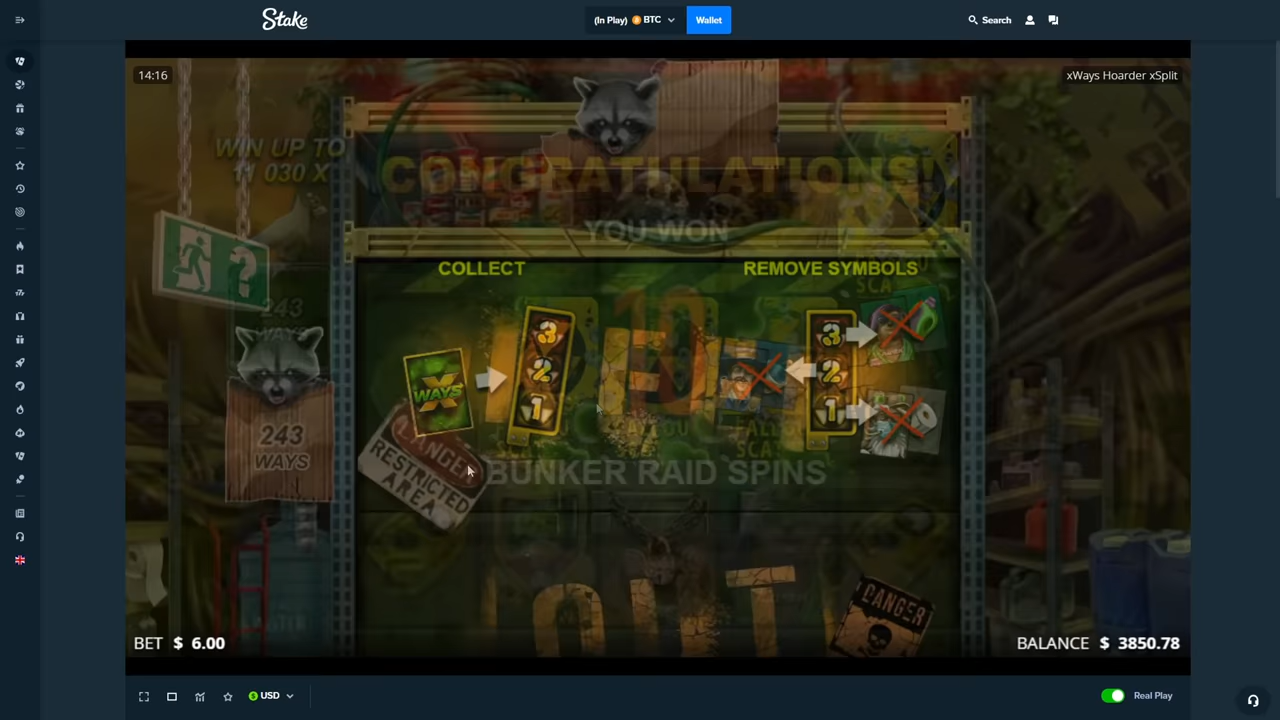 Stake
(In Play) BTC
Wallet
Search
14:16
xWays Hoarder xSplit
WIN UP TO
11 030 X
CONGRATULATIONS!
YOU WON
COLLECT
REMOVE SYMBOLS
243
WAYS
3
2
1
X
WAYS
10
3
2
1
243
WAYS
DANGER
RESTRICTED
AREA
BUNKER RAID SPINS
DANGER
BET $ 6.00
BALANCE $ 3850.78
USD
Real Play